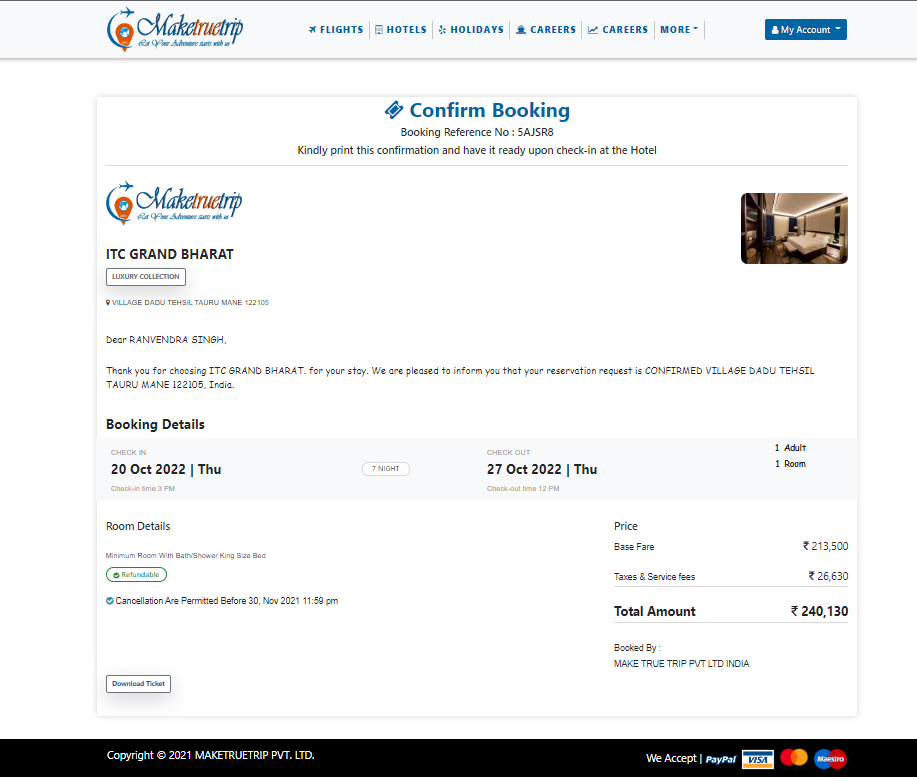 Maketruetrip
Let Your Adventure starts with us
FLIGHTS HOTELS HOLIDAYS CAREERS CAREERS MORE
My Account
Confirm Booking
Booking Reference No : 5AJSR8
Kindly print this confirmation and have it ready upon check-in at the Hotel
Maketruetrip
Let Your Adventure starts with us
ITC GRAND BHARAT
LUXURY COLLECTION
VILLAGE DADU TEHSIL TAURU MANE 122105
Dear RANVENDRA SINGH,
Thank you for choosing ITC GRAND BHARAT. for your stay. We are pleased to inform you that your reservation request is CONFIRMED VILLAGE DADU TEHSIL
TAURU MANE 122105, India.
Booking Details
CHECK IN
20 Oct 2022 | Thu
Check-in time 3 PM
7 NIGHT
CHECK OUT
27 Oct 2022 | Thu
Check-out time 12 PM
1 Adult
1 Room
Room Details
Minimum Room With Bath/Shower King Size Bed
Refundable
Cancellation Are Permitted Before 30, Nov 2021 11:59 pm
Price
Base Fare ₹ 213,500
Taxes & Service fees ₹ 26,630
Total Amount ₹ 240,130
Booked By :
MAKE TRUE TRIP PVT LTD INDIA
Download Ticket
Copyright © 2021 MAKETRUETRIP PVT. LTD.
We Accept | PayPal VISA Maestro